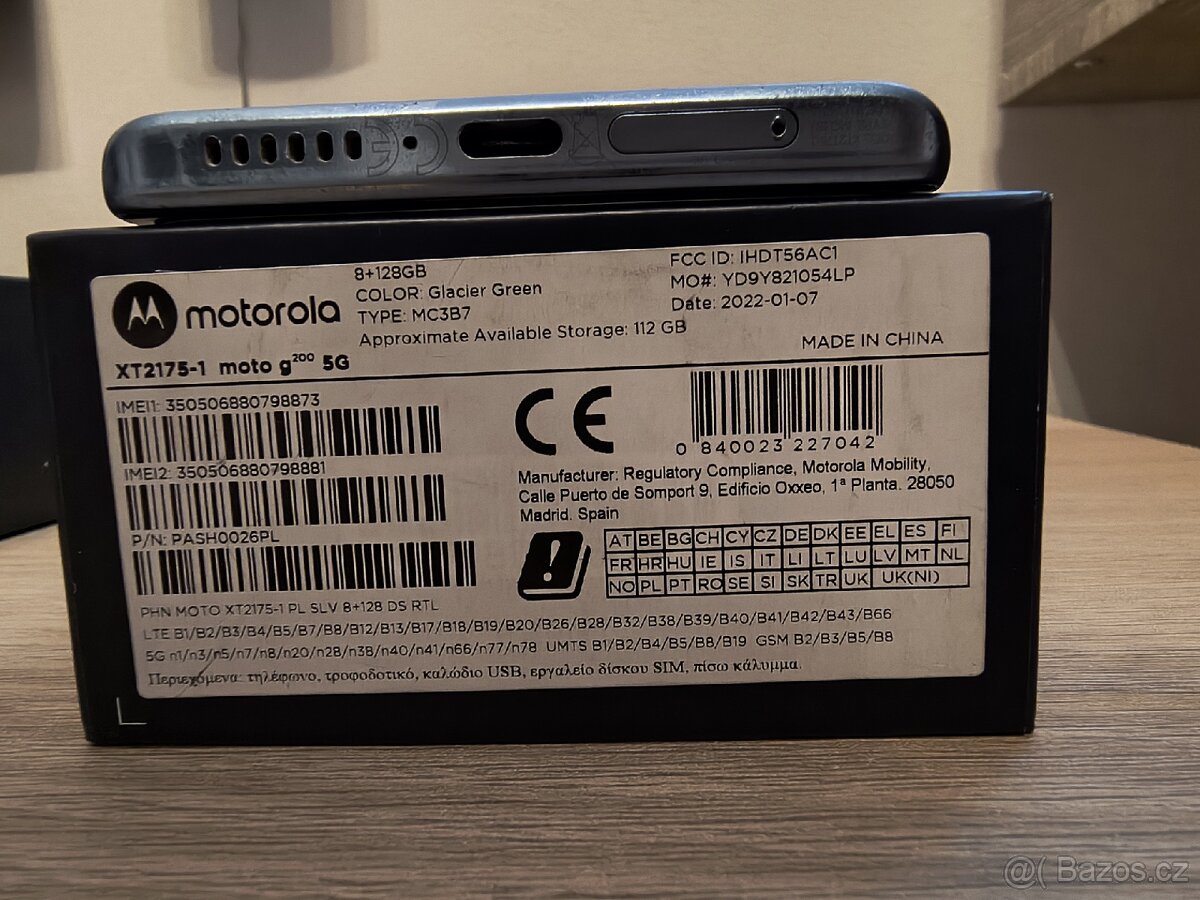 8+128GB
COLOR: Glacier Green
TYPE: MC3B7
Approximate Available Storage: 112 GB
FCC ID: IHDT56AC1
MO#: YD9Y821054LP
Date: 2022-01-07
MADE IN CHINA
motorola
XT2175-1 moto g200 5G
IMEI1: 350506880798873
IMEI2: 350506880798881
P/N: PASH0026PL
CE
0 840023 227042
Manufacturer: Regulatory Compliance, Motorola Mobility,
Calle Puerto de Somport 9, Edificio Oxxeo, 1ª Planta. 28050
Madrid. Spain
AT BE BG CH CY CZ DE DK EE EL ES FI
FR HR HU IE IS IT LI LT LU LV MT NL
NO PL PT RO SE SI SK TR UK UK(NI)
PHN MOTO XT2175-1 PL SLV 8+128 DS RTL
LTE B1/B2/B3/B4/B5/B7/B8/B12/B13/B17/B18/B19/B20/B26/B28/B32/B38/B39/B40/B41/B42/B43/B66
5G n1/n3/n5/n7/n8/n20/n28/n38/n40/n41/n66/n77/n78 UMTS B1/B2/B4/B5/B8/B19 GSM B2/B3/B5/B8
Περιεχόμενα: τηλέφωνο, τροφοδοτικό, καλώδιο USB, εργαλείο δίσκου SIM, πίσω κάλυμμα.
@( Bazos.cz